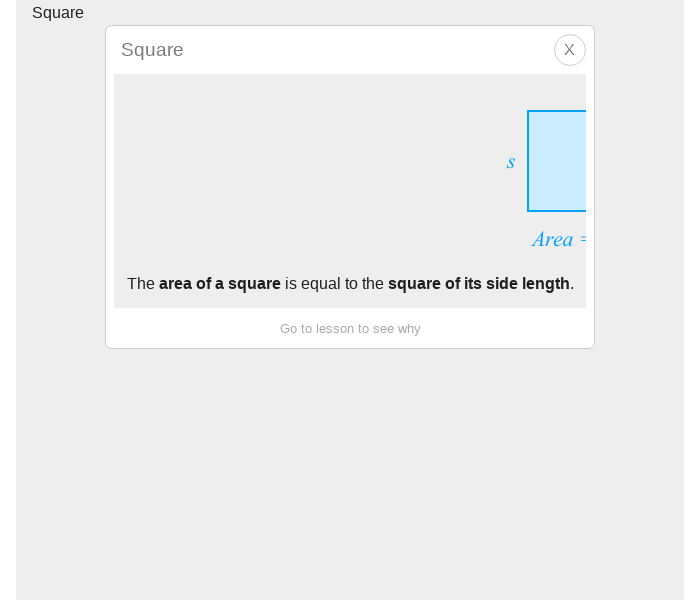 Square
Square
X
s
Area =
The area of a square is equal to the square of its side length.
Go to lesson to see why